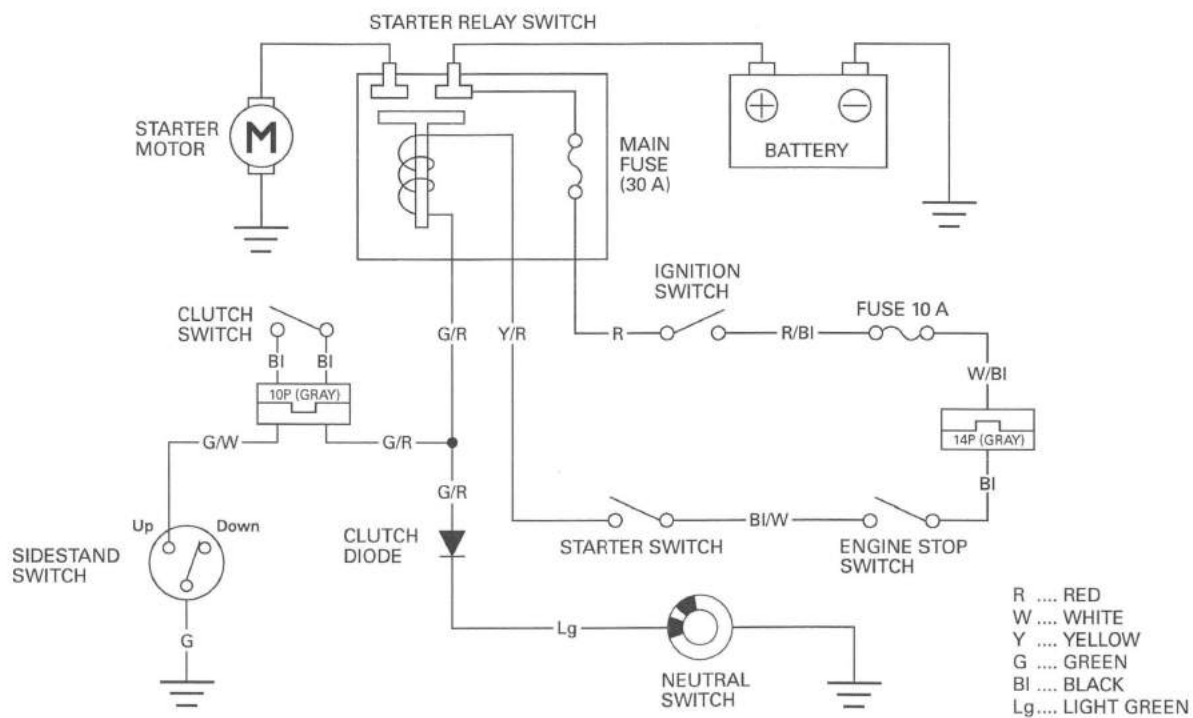 STARTER RELAY SWITCH
STARTER
MOTOR
M
MAIN
FUSE
(30 A)
+
−
BATTERY
IGNITION
SWITCH
FUSE 10 A
CLUTCH
SWITCH
G/R
Y/R
R
R/Bl
Bl
Bl
W/Bl
10P (GRAY)
14P (GRAY)
G/W
G/R
G/R
Bl
Bl/W
Up
Down
CLUTCH
DIODE
STARTER SWITCH
ENGINE STOP
SWITCH
SIDESTAND
SWITCH
G
Lg
NEUTRAL
SWITCH
R .... RED
W .... WHITE
Y .... YELLOW
G .... GREEN
Bl .... BLACK
Lg .... LIGHT GREEN